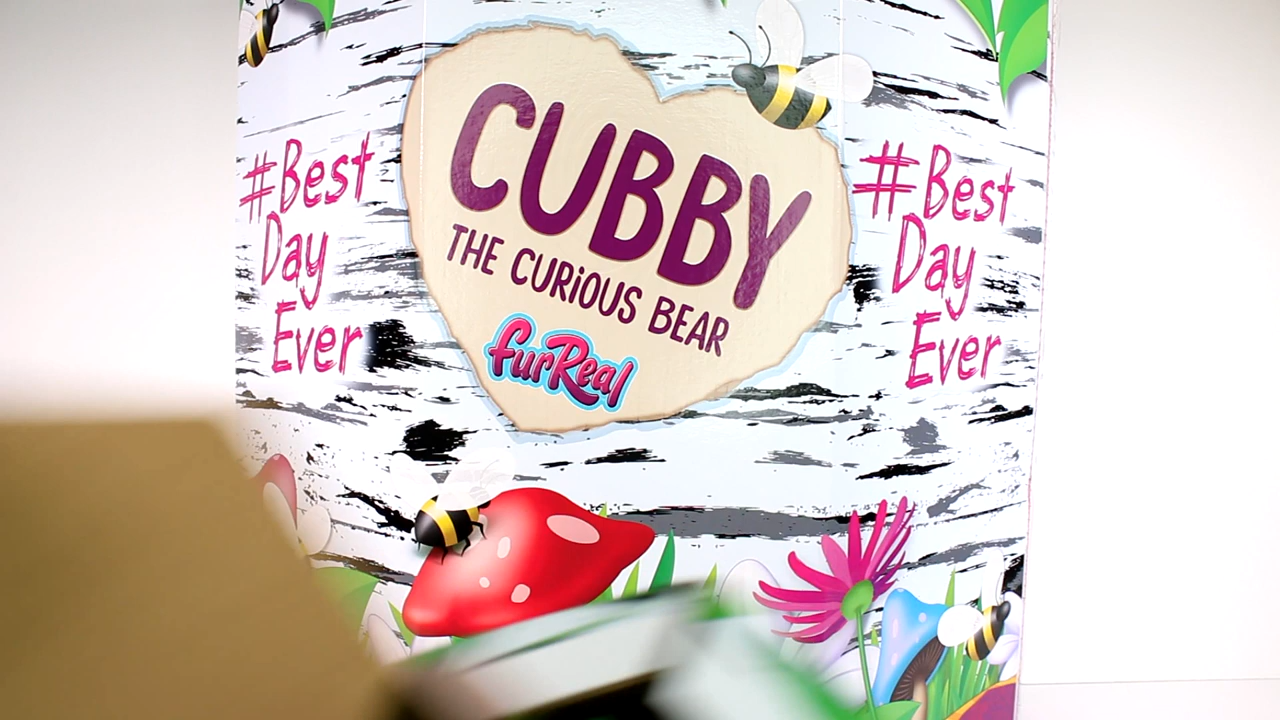 #Best
Day
Ever
CUBBY
THE CURiOUS BEAR
furReal
#Best
Day
Ever